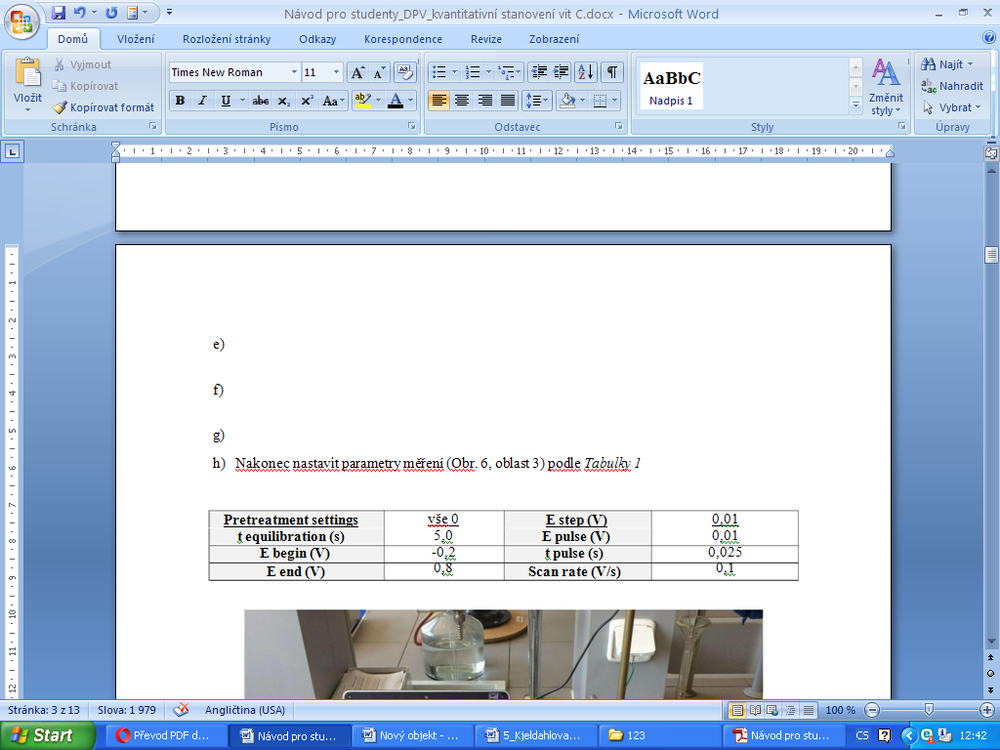 Návod pro studenty_DPV_kvantitativní stanovení vit C.docx - Microsoft Word
Domů Vložení Rozložení stránky Odkazy Korespondence Revize Zobrazení
Vložit
Vyjmout
Kopírovat
Kopírovat formát
Schránka
Times New Roman 11
B I U abc x₂ x² Aa
Písmo
Odstavec
AaBbC
Nadpis 1
Změnit styly
Styly
Najít
Nahradit
Vybrat
Úpravy
1 2 3 4 5 6 7 8 9 10 11 12 13 14 15 16 17 18 19 20
e)
f)
g)
h) Nakonec nastavit parametry měření (Obr. 6, oblast 3) podle Tabulky 1
Pretreatment settings vše 0 E step (V) 0,01
t equilibration (s) 5,0 E pulse (V) 0,01
E begin (V) -0,2 t pulse (s) 0,025
E end (V) 0,8 Scan rate (V/s) 0,1
Stránka: 3 z 13 Slova: 1 979 Angličtina (USA) 100 %
Start Převod PDF d... Návod pro stu... Nový objekt - ... 5_Kjeldahlova... 123 Návod pro stu... CS 12:42